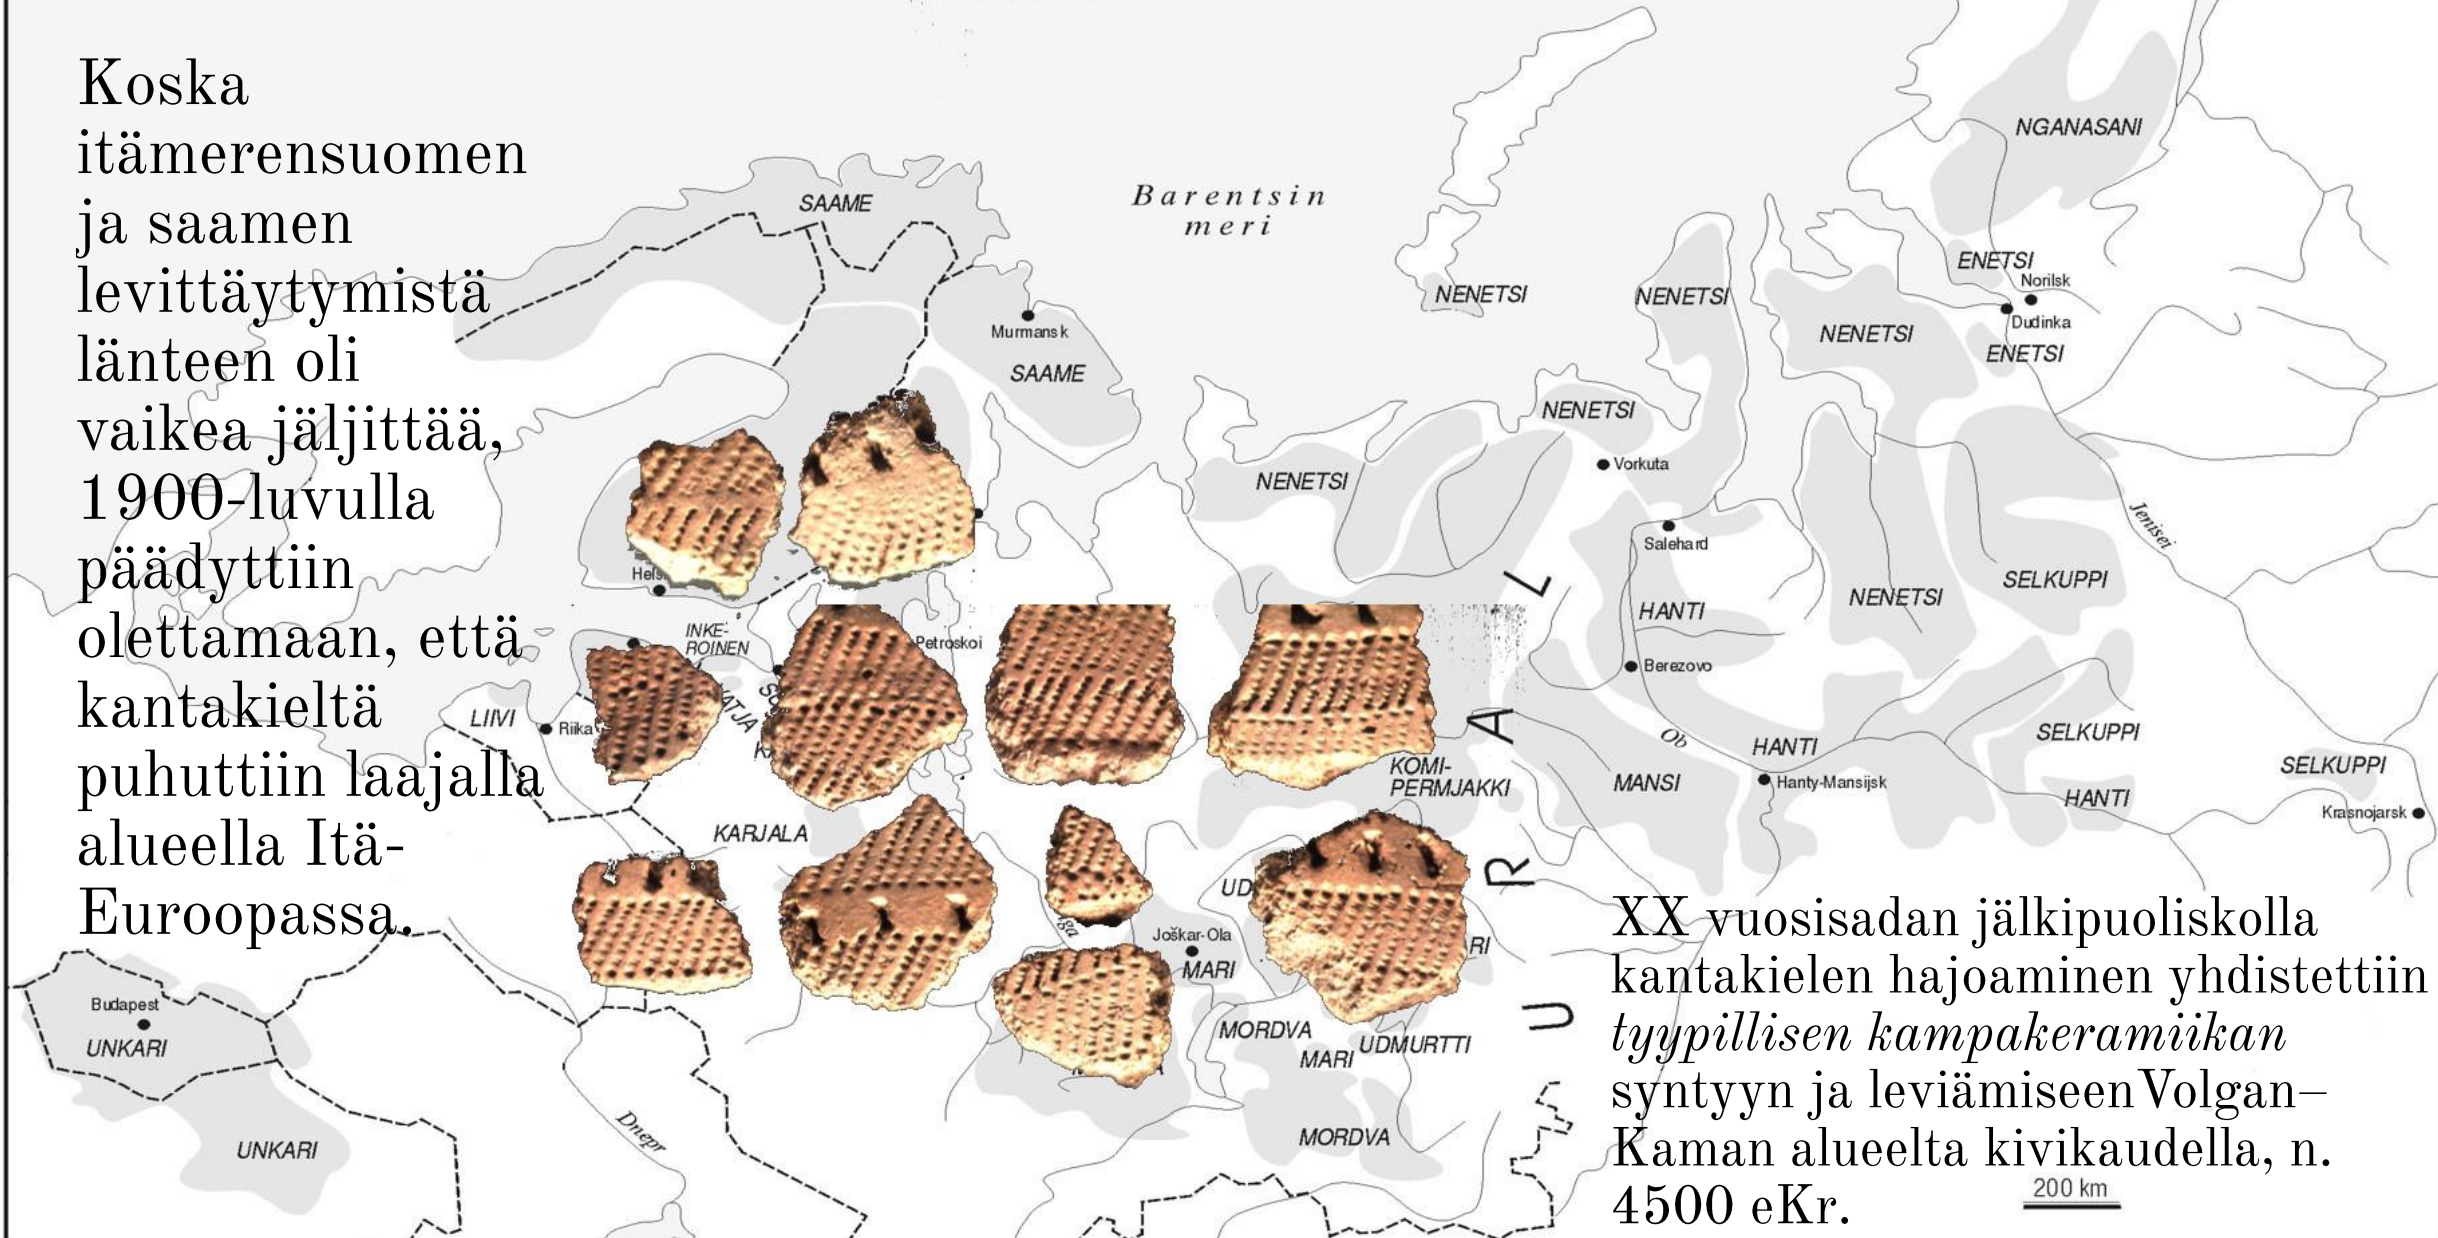 Koska
itämerensuomen
ja saamen
levittäytymistä
länteen oli
vaikea jäljittää,
1900-luvulla
päädyttiin
olettamaan, että
kantakieltä
puhuttiin laajalla
alueella Itä-
Euroopassa.
SAAME
Barentsin
meri
NGANASANI
ENETSI
Norilsk
Dudinka
ENETSI
NENETSI
NENETSI
NENETSI
Murmansk
SAAME
NENETSI
NENETSI
Vorkuta
Salehard
Jenisei
SELKUPPI
NENETSI
HANTI
Berezovo
INKE-
ROINEN
Petroskoi
LIIVI
Riika
Ob
HANTI
SELKUPPI
MANSI
Hanty-Mansijsk
SELKUPPI
HANTI
Krasnojarsk
KOMI-
PERMJAKKI
KARJALA
U R A L
Joškar-Ola
MARI
MORDVA
MARI
UDMURTTI
MORDVA
Budapest
UNKARI
UNKARI
Dnepr
XX vuosisadan jälkipuoliskolla
kantakielen hajoaminen yhdistettiin
tyypillisen kampakeramiikan
syntyyn ja leviämiseen Volgan–
Kaman alueelta kivikaudella, n.
4500 eKr.
200 km